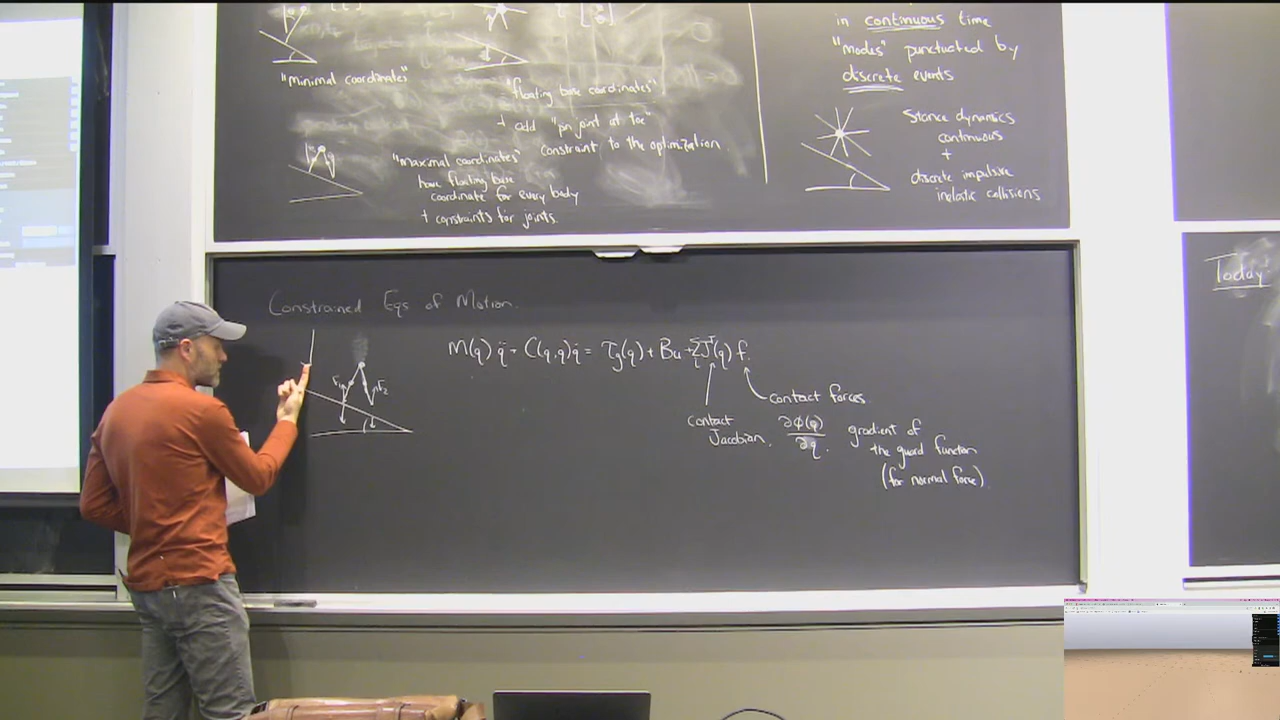 "Minimal coordinates"
"floating base coordinates"
+ add "pin joint at toe"
constraint to the optimization.
"Maximal coordinates"
have floating base
coordinate for every body
+ constraints for joints.
in continuous time
"modes" punctuated by
discrete events
Stance dynamics
continuous
+
discrete impulsive
inelastic collisions
Constrained Eqs of Motion.
M(q) q̈ + C(q,q̇)q̇ = τg(q) + Bu + Σi JiT(q) fi
contact forces
contact
Jacobian.
∂Φ(q)
∂q.
gradient of
the guard function
(for normal force)
Today